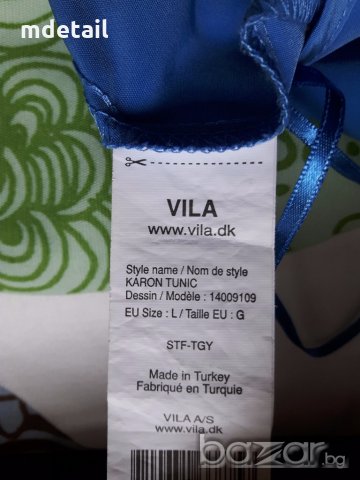 mdetail
VILA
www.vila.dk
Style name / Nom de style
KARON TUNIC
Dessin / Modèle : 14009109
EU Size : L / Taille EU : G
STF-TGY
Made in Turkey
Fabriqué en Turquie
VILA A/S
www.vila.dk
bазар.bg